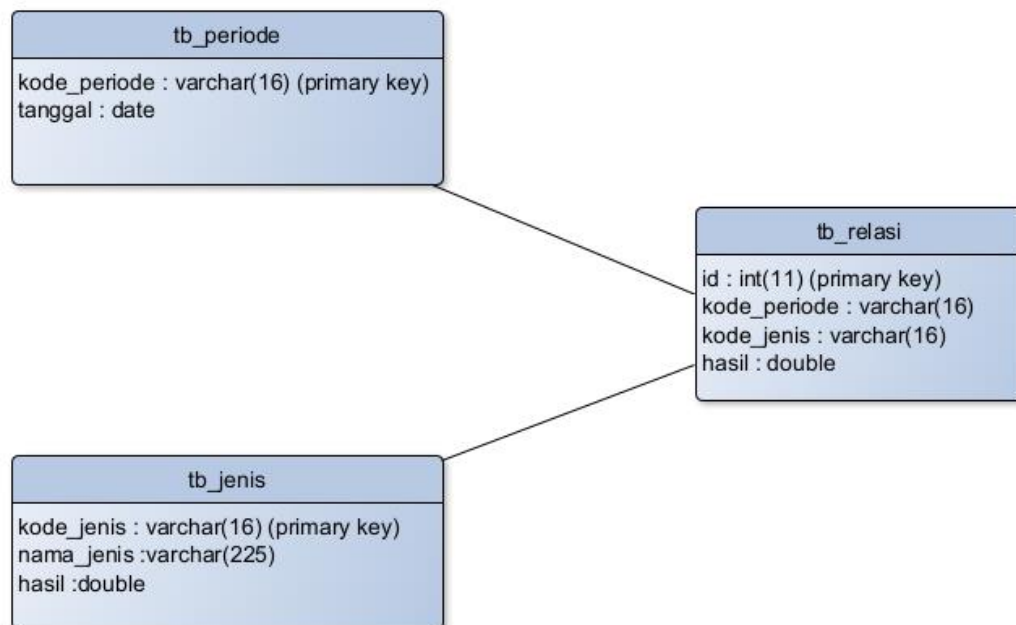 tb_periode
kode_periode : varchar(16) (primary key)
tanggal : date
tb_relasi
id : int(11) (primary key)
kode_periode : varchar(16)
kode_jenis : varchar(16)
hasil : double
tb_jenis
kode_jenis : varchar(16) (primary key)
nama_jenis :varchar(225)
hasil :double